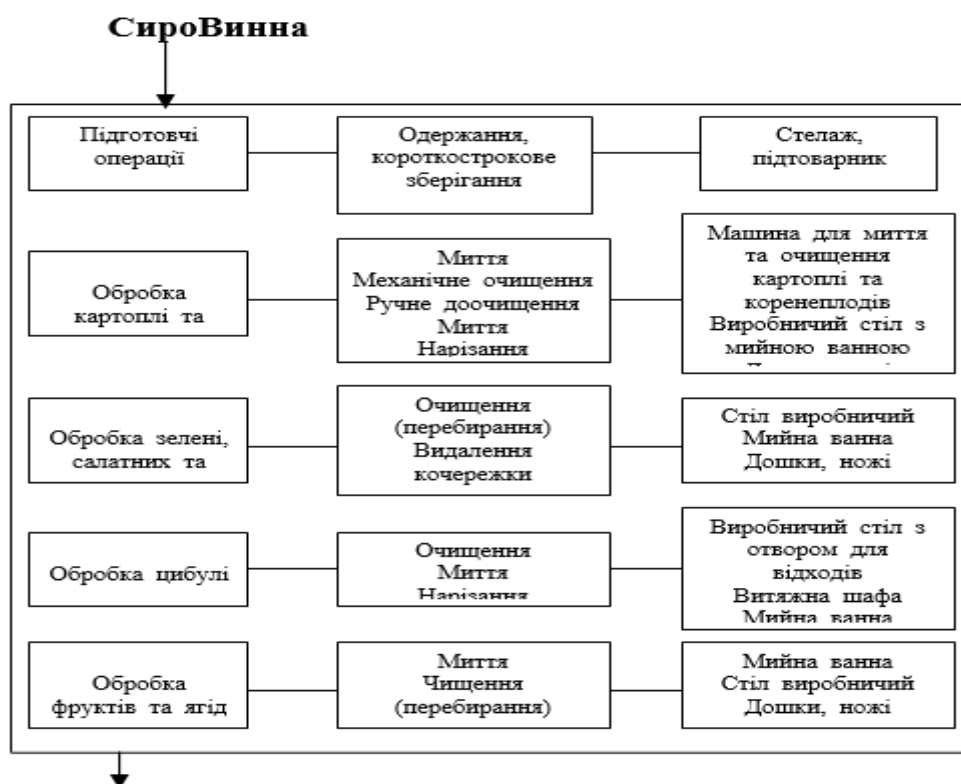 СироВинна
Підготовчі
операції
Одержання,
короткострокове
зберігання
Стелаж,
підтоварник
Обробка
картоплі та
Миття
Механічне очищення
Ручне доочищення
Миття
Нарізання
Машина для миття
та очищення
картоплі та
коренеплодів
Виробничий стіл з
мийною ванною
Обробка зелені,
салатних та
Очищення
(перебирання)
Видалення
кочережки
Стіл виробничий
Мийна ванна
Дошки, ножі
Обробка цибулі
Очищення
Миття
Нарізання
Виробничий стіл з
отвором для
відходів
Витяжна шафа
Мийна ванна
Обробка
фруктів та ягід
Миття
Чищення
(перебирання)
Мийна ванна
Стіл виробничий
Дошки, ножі